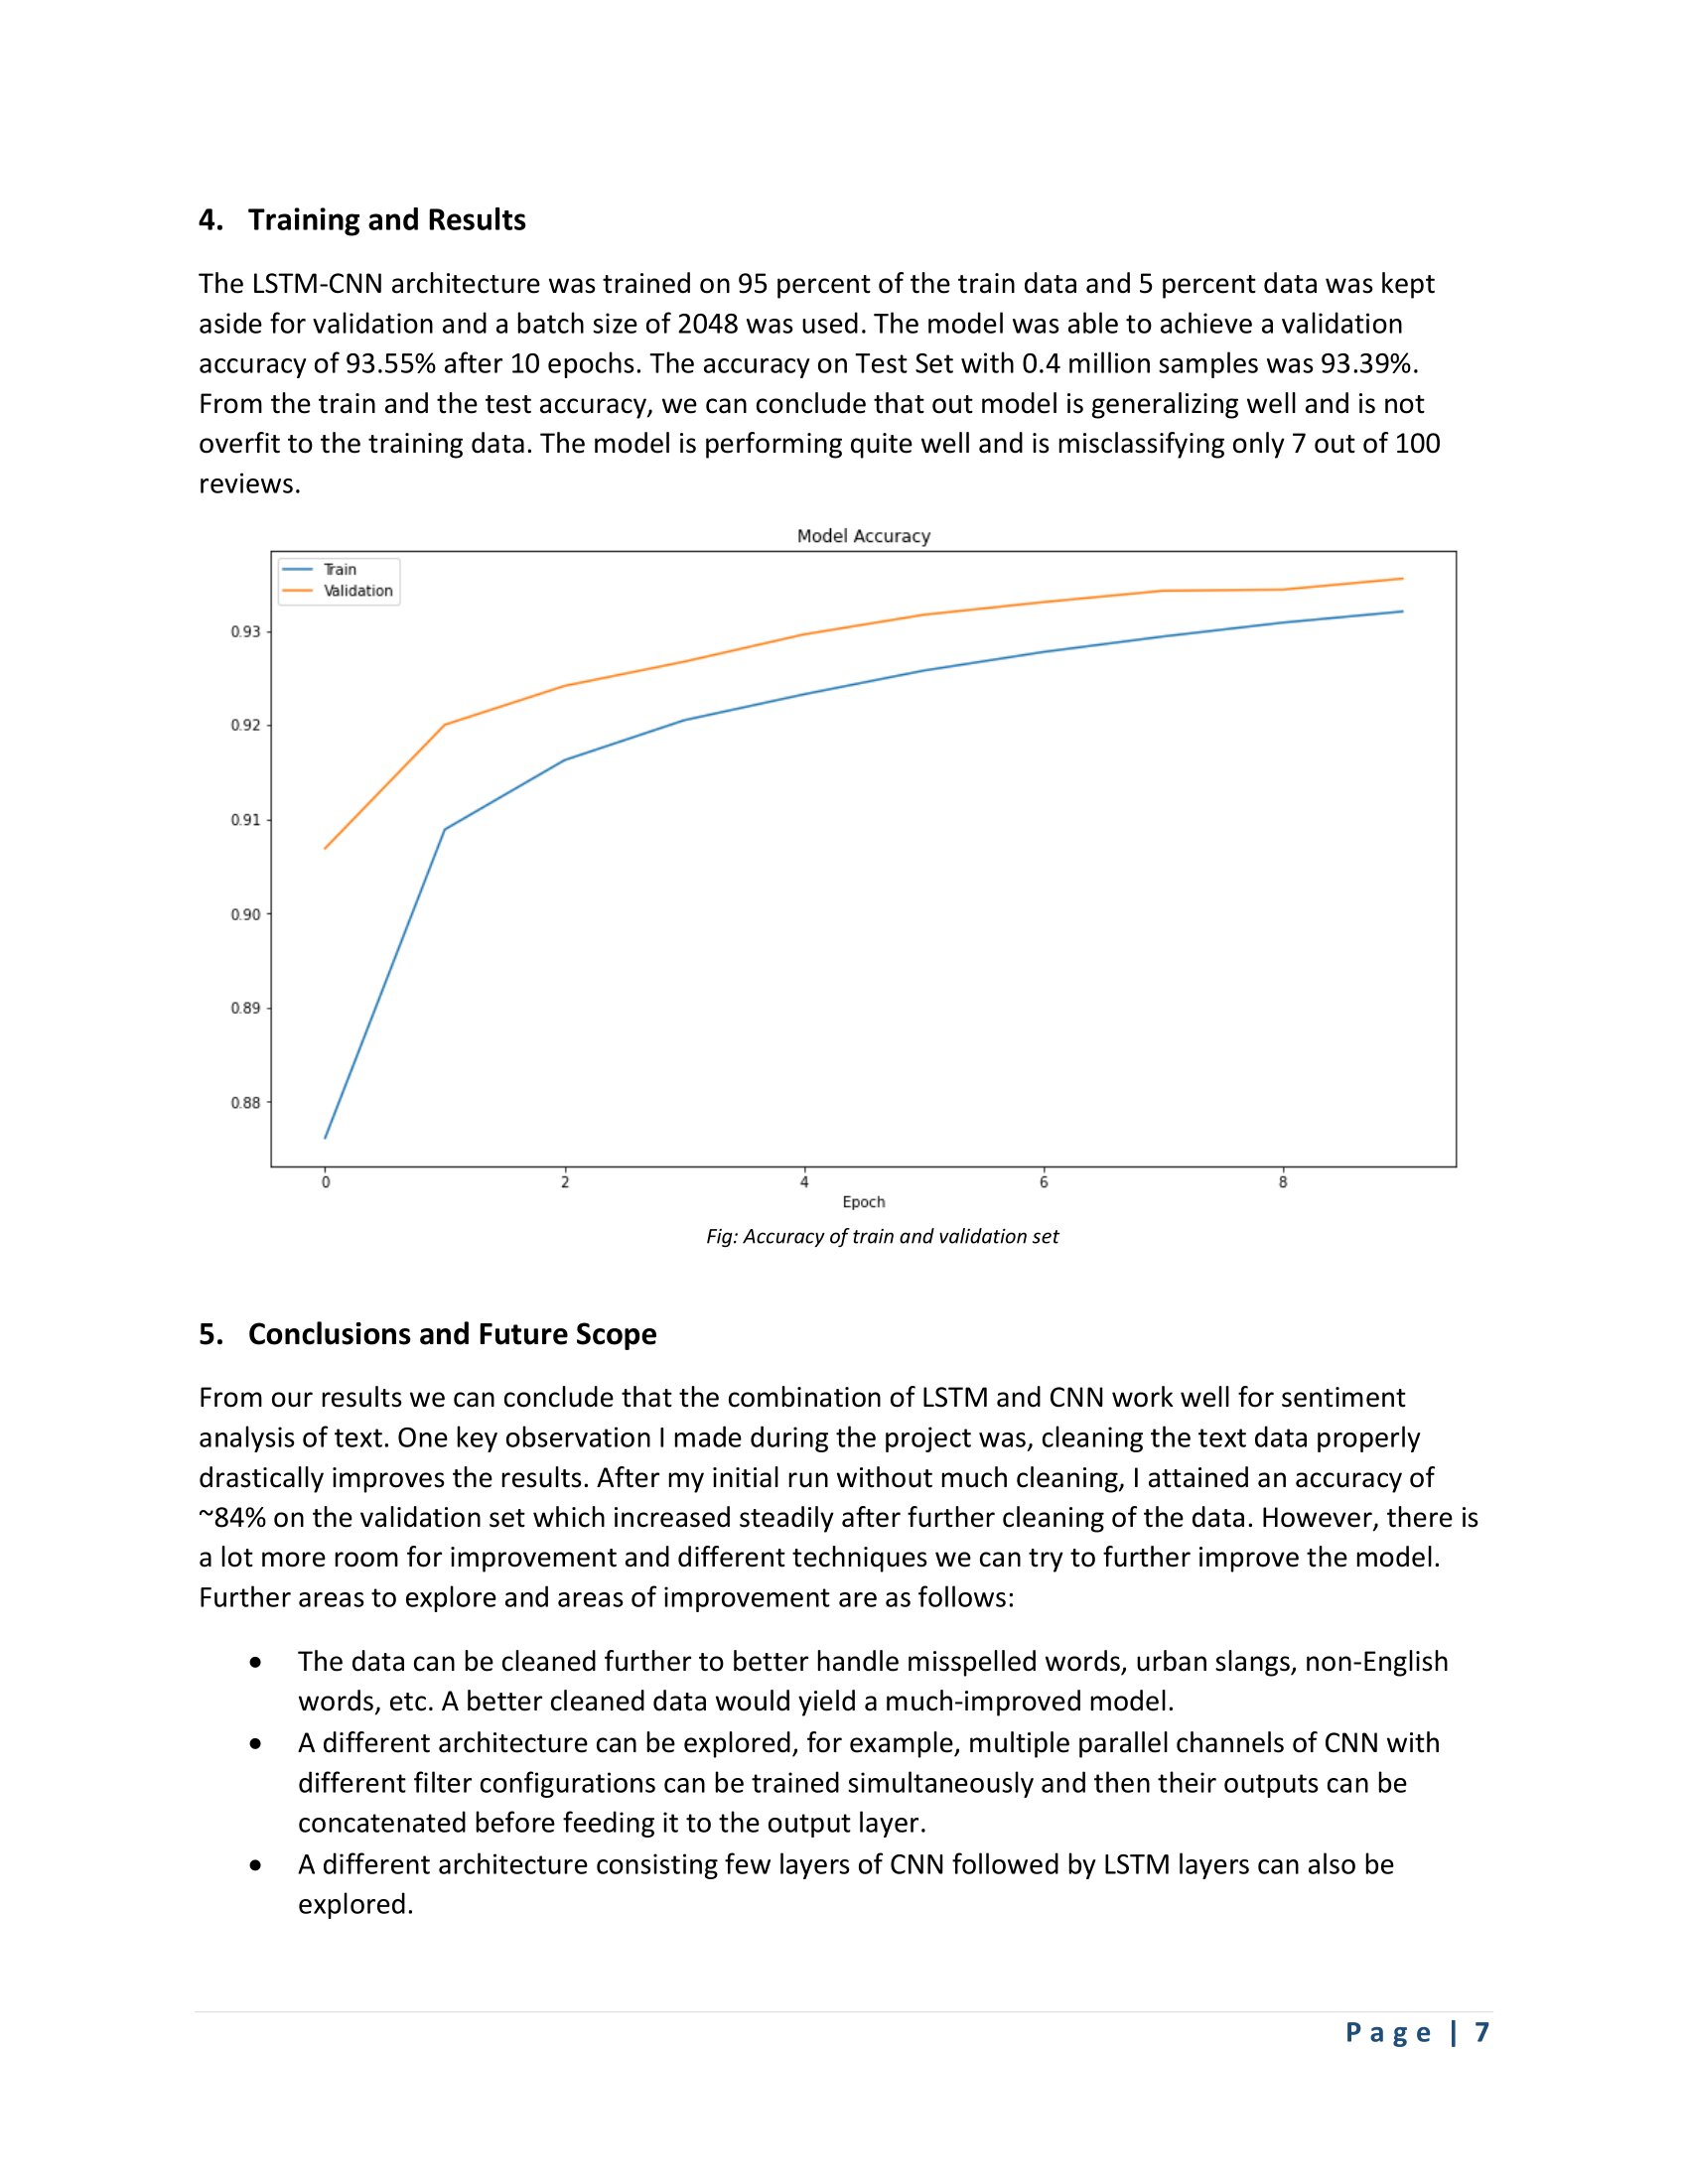 4. Training and Results
The LSTM-CNN architecture was trained on 95 percent of the train data and 5 percent data was kept
aside for validation and a batch size of 2048 was used. The model was able to achieve a validation
accuracy of 93.55% after 10 epochs. The accuracy on Test Set with 0.4 million samples was 93.39%.
From the train and the test accuracy, we can conclude that out model is generalizing well and is not
overfit to the training data. The model is performing quite well and is misclassifying only 7 out of 100
reviews.
Model Accuracy
Train
Validation
0.93
0.92
0.91
0.90
0.89
0.88
0 2 4 6 8
Epoch
Fig: Accuracy of train and validation set
5. Conclusions and Future Scope
From our results we can conclude that the combination of LSTM and CNN work well for sentiment
analysis of text. One key observation I made during the project was, cleaning the text data properly
drastically improves the results. After my initial run without much cleaning, I attained an accuracy of
~84% on the validation set which increased steadily after further cleaning of the data. However, there is
a lot more room for improvement and different techniques we can try to further improve the model.
Further areas to explore and areas of improvement are as follows:
• The data can be cleaned further to better handle misspelled words, urban slangs, non-English
words, etc. A better cleaned data would yield a much-improved model.
• A different architecture can be explored, for example, multiple parallel channels of CNN with
different filter configurations can be trained simultaneously and then their outputs can be
concatenated before feeding it to the output layer.
• A different architecture consisting few layers of CNN followed by LSTM layers can also be
explored.
Page | 7